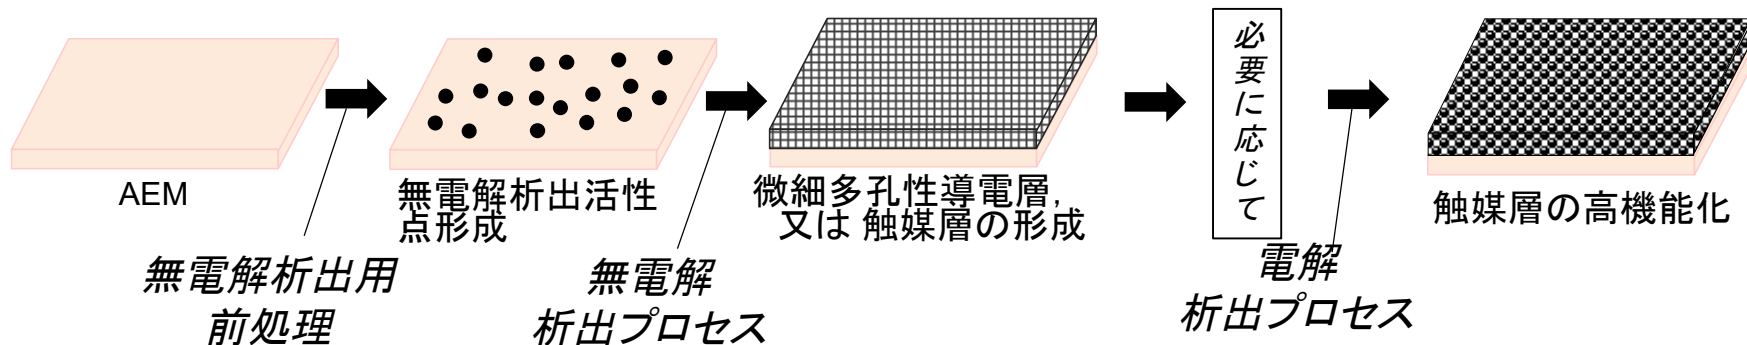 AEM
無電解析出用
前処理
無電解析出活性
点形成
無電解
析出プロセス
微細多孔性導電層,
又は 触媒層の形成
必要に応じて
電解
析出プロセス
触媒層の高機能化